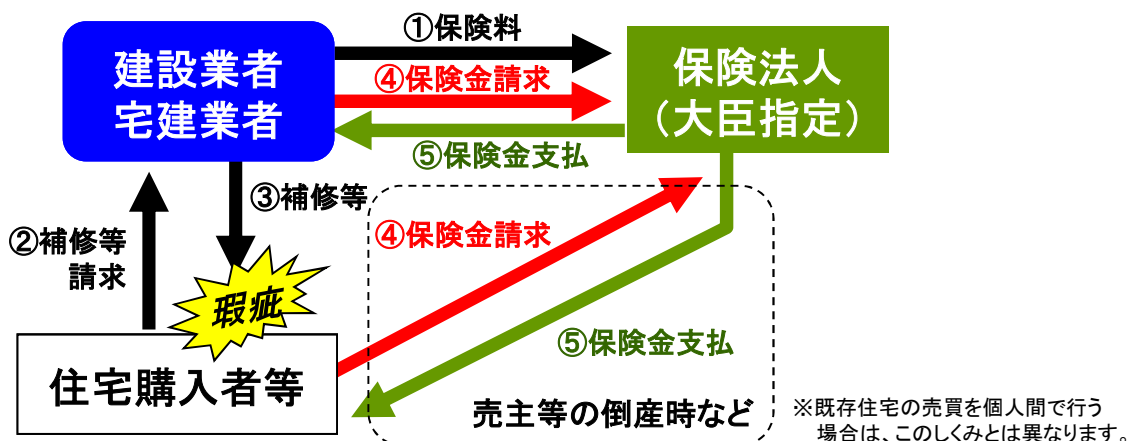 ①保険料
建設業者
宅建業者
④保険金請求
保険法人
（大臣指定）
⑤保険金支払
③補修等
②補修等
請求
④保険金請求
瑕疵
⑤保険金支払
住宅購入者等
売主等の倒産時など
※既存住宅の売買を個人間で行う
場合は、このしくみとは異なります。